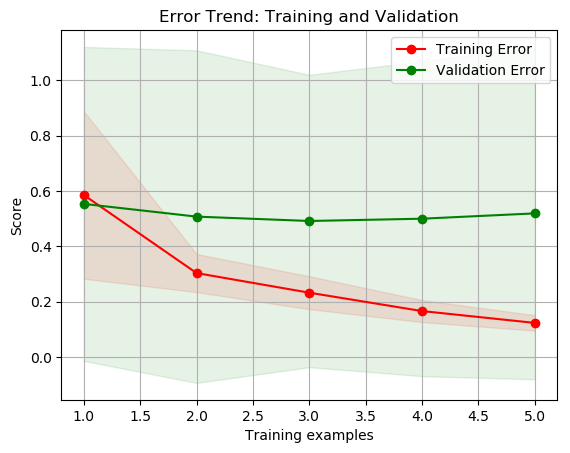 Error Trend: Training and Validation
Training Error
Validation Error
Score
1.0
0.8
0.6
0.4
0.2
0.0
1.0 1.5 2.0 2.5 3.0 3.5 4.0 4.5 5.0
Training examples